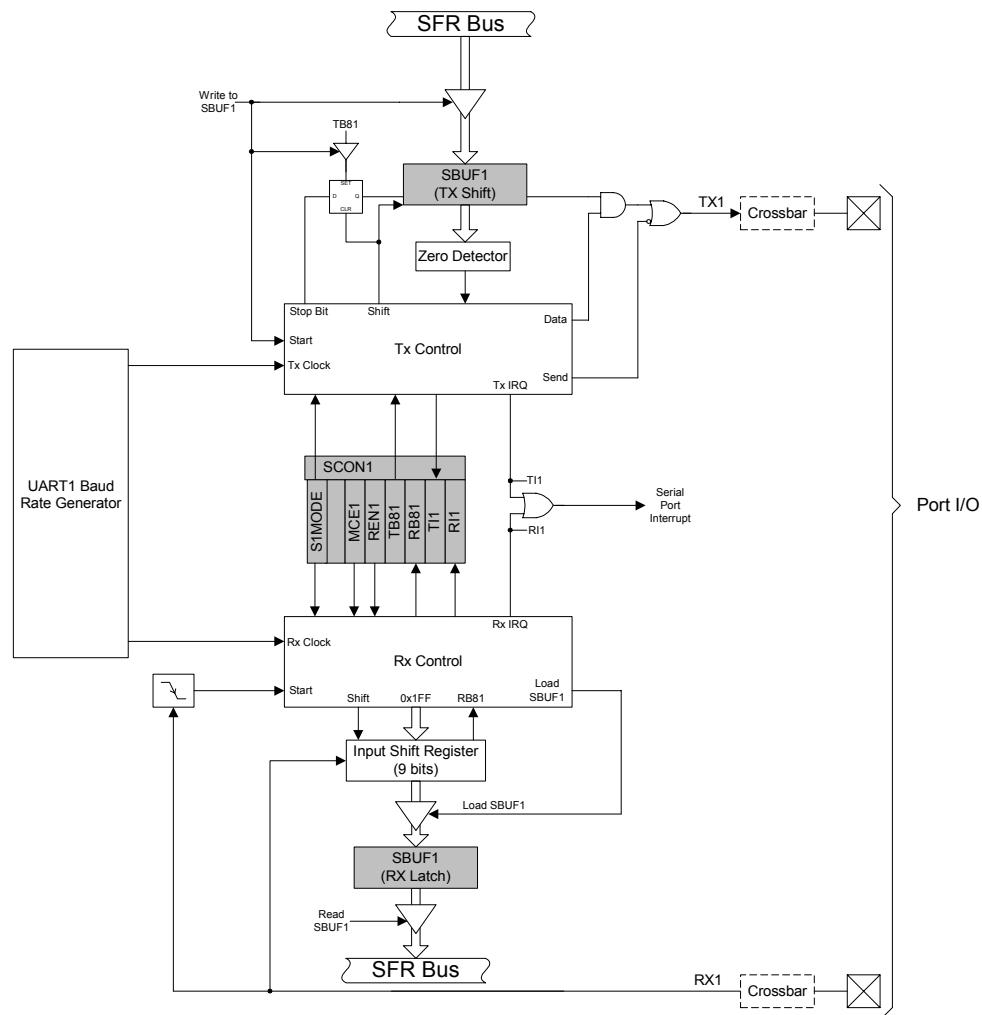 SFR Bus
Write to
SBUF1
TB81
SET
D
Q
CLR
SBUF1
(TX Shift)
TX1
Crossbar
Zero Detector
Stop Bit
Shift
Data
Start
Tx Control
Tx Clock
Send
Tx IRQ
UART1 Baud
Rate Generator
SCON1
S1MODE
MCE1
REN1
TB81
RB81
TI1
RI1
TI1
RI1
Serial
Port
Interrupt
Port I/O
Rx IRQ
Rx Clock
Rx Control
Start
Load
SBUF1
Shift
0x1FF
RB81
Input Shift Register
(9 bits)
Load SBUF1
SBUF1
(RX Latch)
Read
SBUF1
SFR Bus
RX1
Crossbar